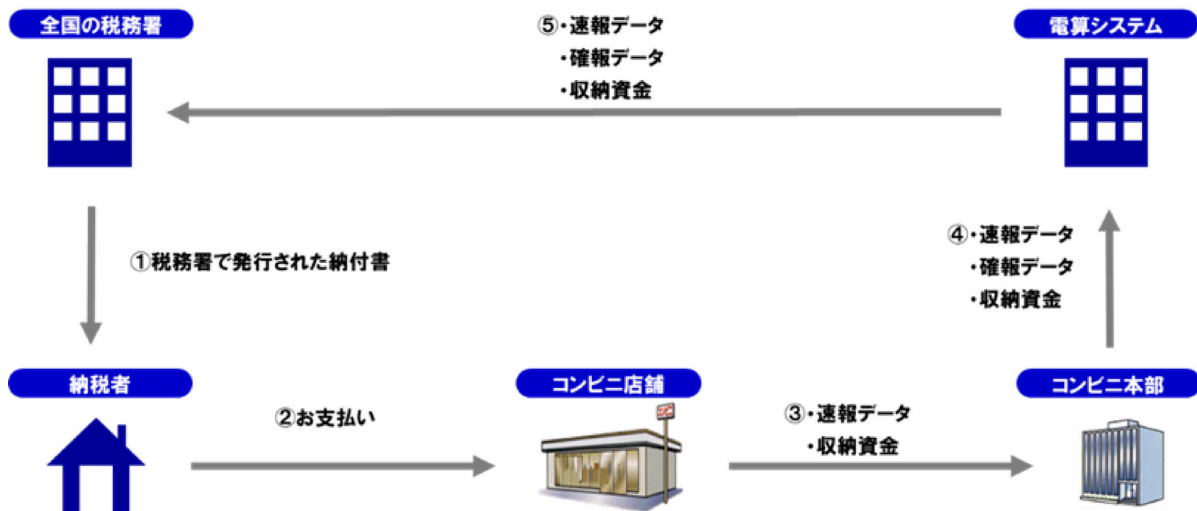 全国の税務署
⑤・速報データ
・確報データ
・収納資金
電算システム
①税務署で発行された納付書
④・速報データ
・確報データ
・収納資金
納税者
②お支払い
コンビニ店舗
③・速報データ
・収納資金
コンビニ本部